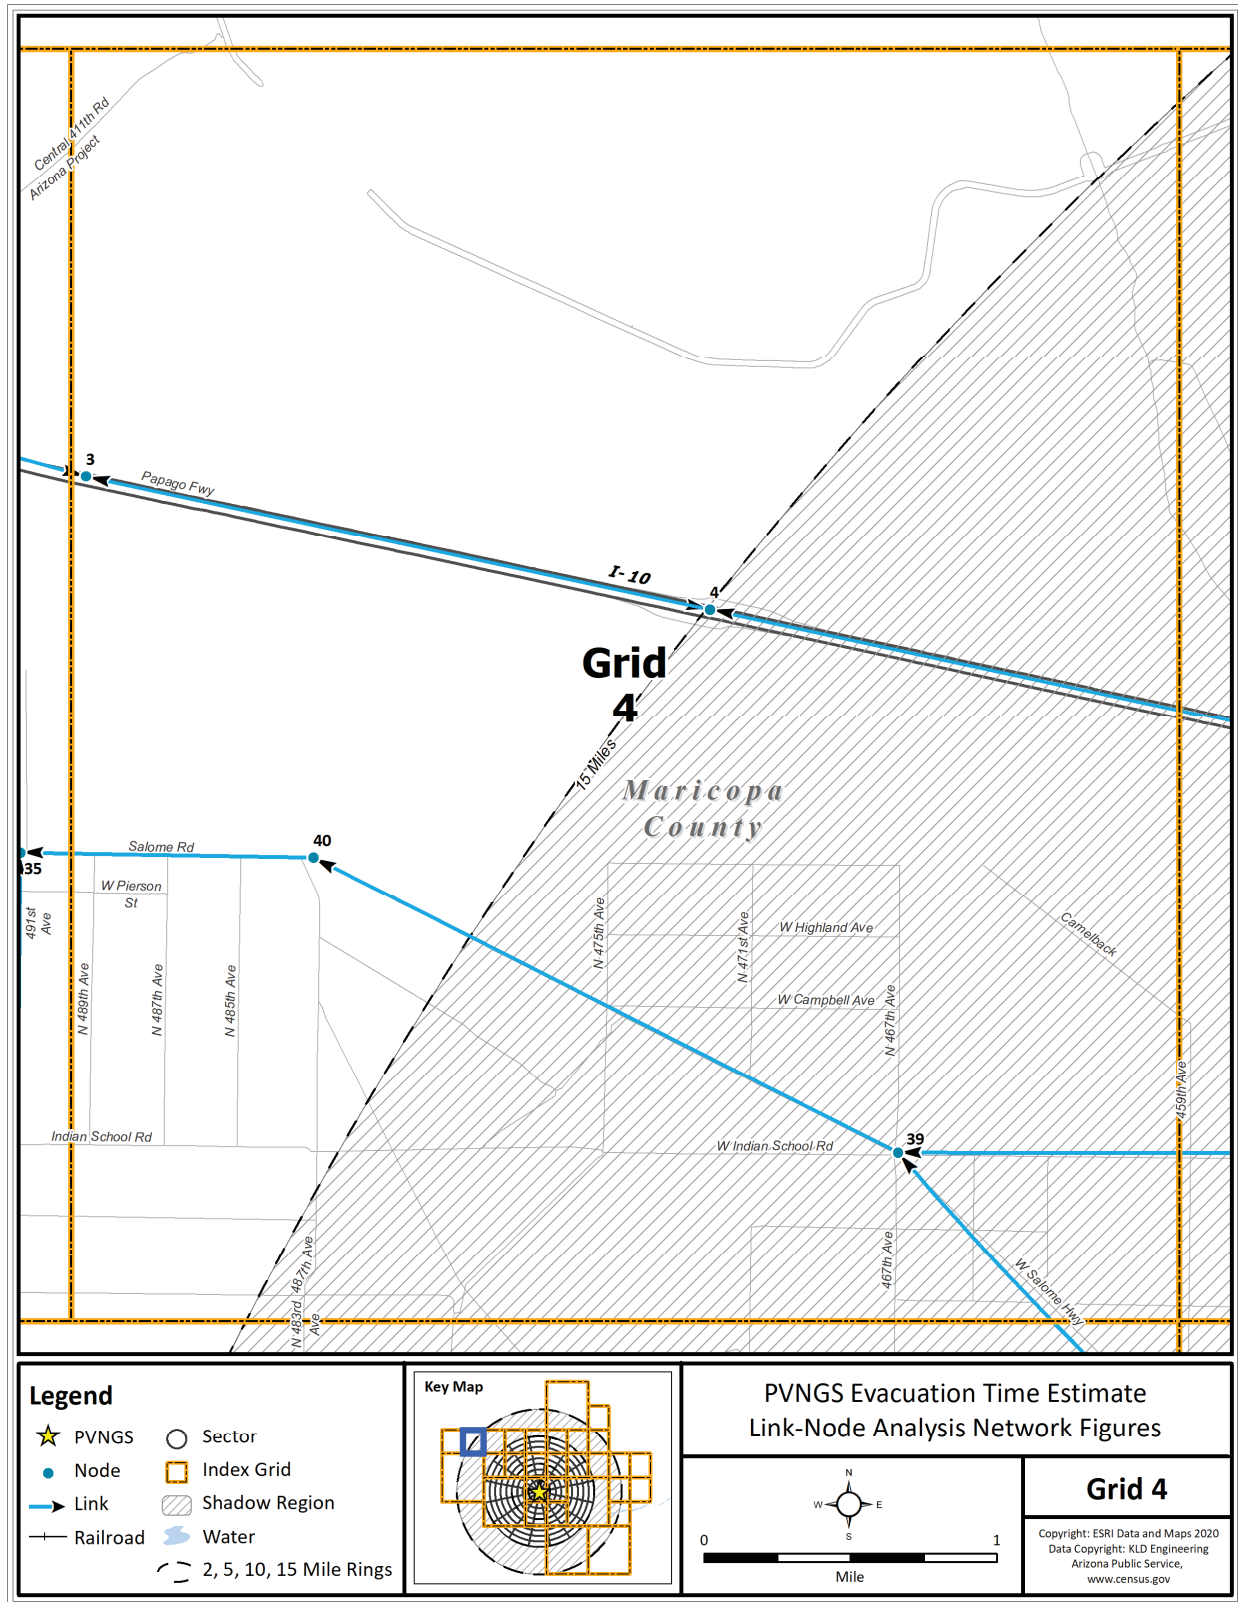 Central 411th Rd
Arizona Project
3
Papago Fwy
I- 10
4
Grid
4
15 Miles
Maricopa
County
40
Salome Rd
35
W Pierson
St
491st
Ave
N 489th Ave
N 487th Ave
N 485th Ave
N 475th Ave
N 471st Ave
W Highland Ave
W Campbell Ave
N 467th Ave
Camelback
459th Ave
Indian School Rd
W Indian School Rd
39
467th Ave
W Salome Hwy
487th Ave
N 483rd
Ave
Legend
PVNGS
Sector
Node
Index Grid
Link
Shadow Region
Railroad
Water
2, 5, 10, 15 Mile Rings
Key Map
PVNGS Evacuation Time Estimate
Link-Node Analysis Network Figures
N
W
E
S
0
1
Mile
Grid 4
Copyright: ESRI Data and Maps 2020
Data Copyright: KLD Engineering
Arizona Public Service,
www.census.gov